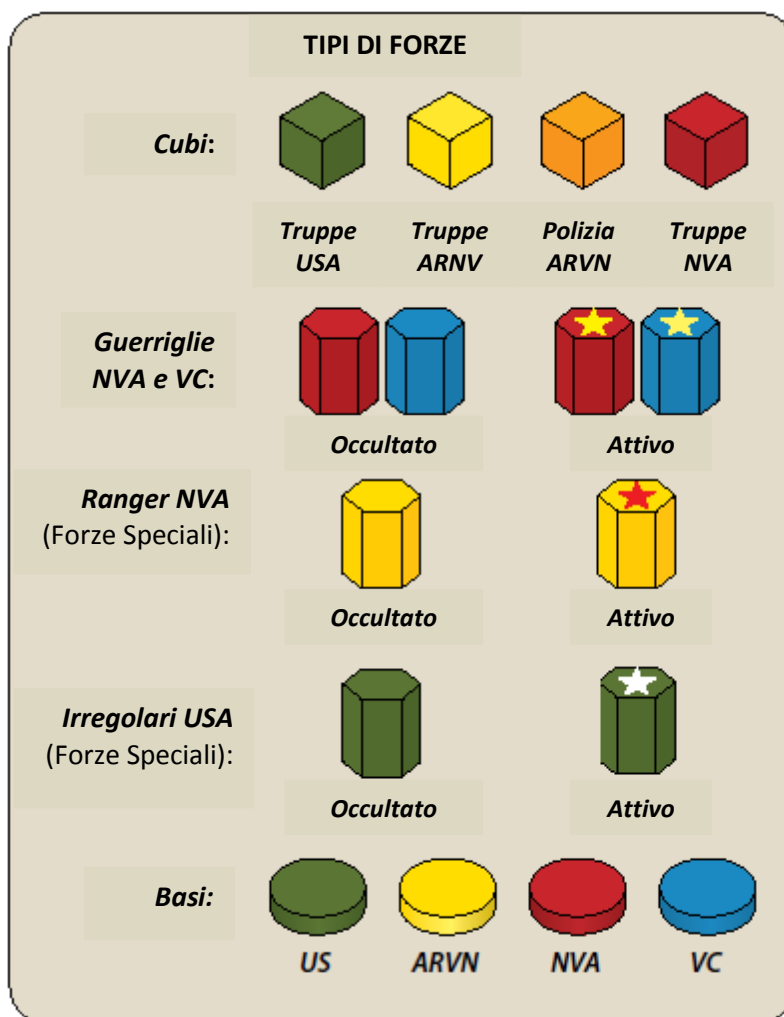 TIPI DI FORZE
Cubi:
Truppe USA
Truppe ARNV
Polizia ARVN
Truppe NVA
Guerriglie
NVA e VC:
Occultato Attivo
Ranger NVA
(Forze Speciali):
Occultato Attivo
Irregolari USA
(Forze Speciali):
Occultato Attivo
Basi:
US ARVN NVA VC